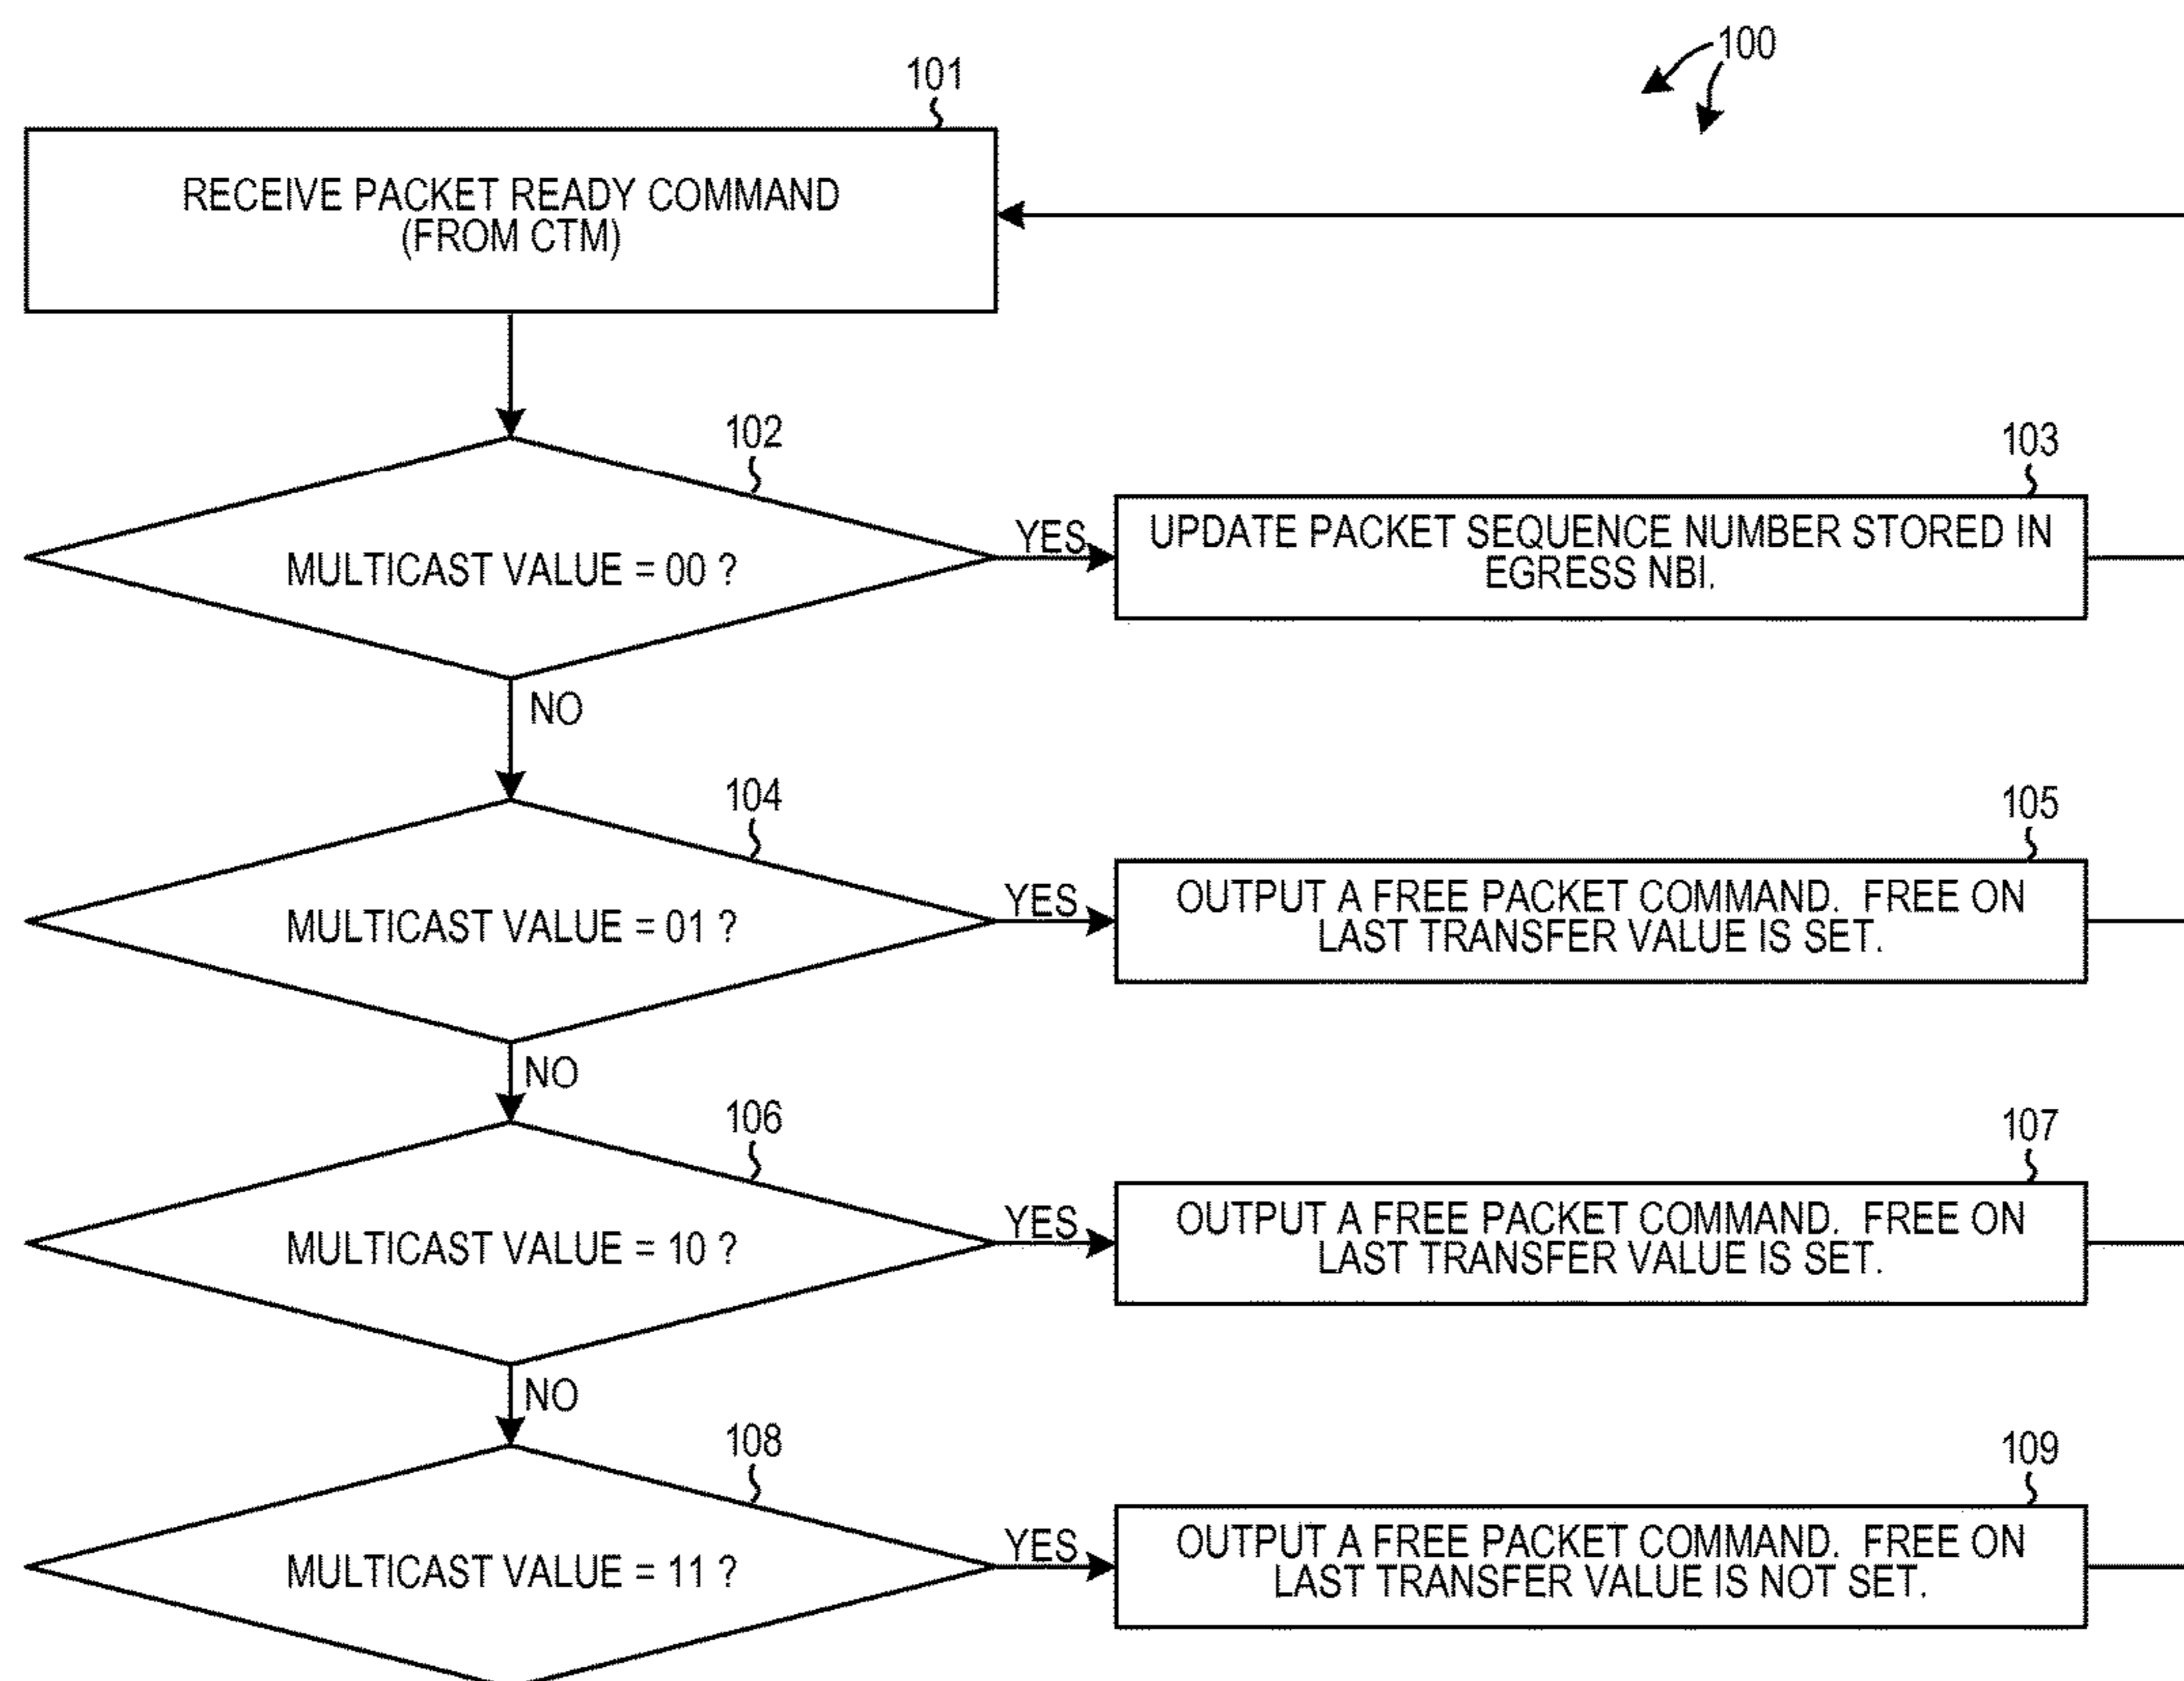 100
101
RECEIVE PACKET READY COMMAND
(FROM CTM)
102
MULTICAST VALUE = 00 ?
YES
103
UPDATE PACKET SEQUENCE NUMBER STORED IN
EGRESS NBI.
NO
104
MULTICAST VALUE = 01 ?
YES
105
OUTPUT A FREE PACKET COMMAND. FREE ON
LAST TRANSFER VALUE IS SET.
NO
106
MULTICAST VALUE = 10 ?
YES
107
OUTPUT A FREE PACKET COMMAND. FREE ON
LAST TRANSFER VALUE IS SET.
NO
108
MULTICAST VALUE = 11 ?
YES
109
OUTPUT A FREE PACKET COMMAND. FREE ON
LAST TRANSFER VALUE IS NOT SET.